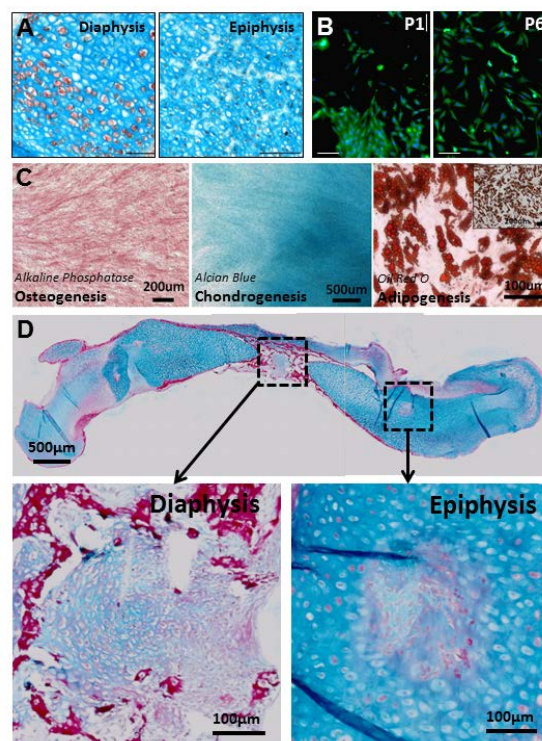 A
Diaphysis
Epiphysis
B
P1
P6
C
Alkaline Phosphatase
Osteogenesis
200um
Alcian Blue
Chondrogenesis
500um
Oil Red O
Adipogenesis
200um
100um
D
500µm
Diaphysis
100µm
Epiphysis
100µm